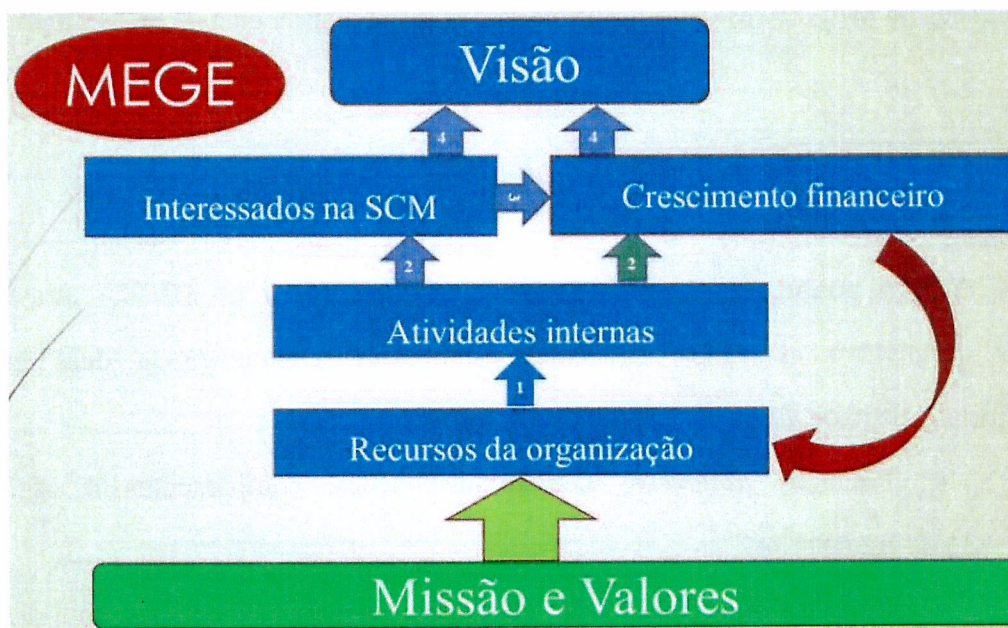 MEGE
Visão
4
4
Interessados na SCM
3
Crescimento financeiro
2
2
Atividades internas
1
Recursos da organização
Missão e Valores